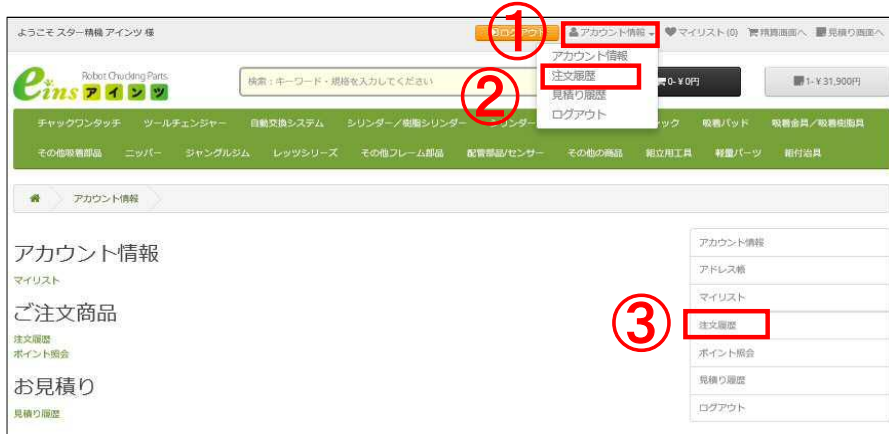 ようこそ スター精機 アインツ 様
① ログアウト アカウント情報 マイリスト (0) 精算画面へ 見積り画面へ
アカウント情報
注文履歴
見積り履歴
ログアウト
②
eins Robot Chucking Parts.
アインツ
検索：キーワード・規格を入力してください
0-￥0円
1-￥31,900円
チャックワンタッチ ツールチェンジャー 自動交換システム シリンダー／樹脂シリンダー 吸着パッド 吸着金具／吸着樹脂具
その他吸着部品 ニッパー ジャングルジム レッツシリーズ その他フレーム部品 配管部品/センサー その他の商品 組立用工具 軽量パーツ 組付治具
アカウント情報
アカウント情報
マイリスト
ご注文商品
注文履歴
ポイント照会
お見積り
見積り履歴
アカウント情報
アドレス帳
マイリスト
③ 注文履歴
ポイント照会
見積り履歴
ログアウト